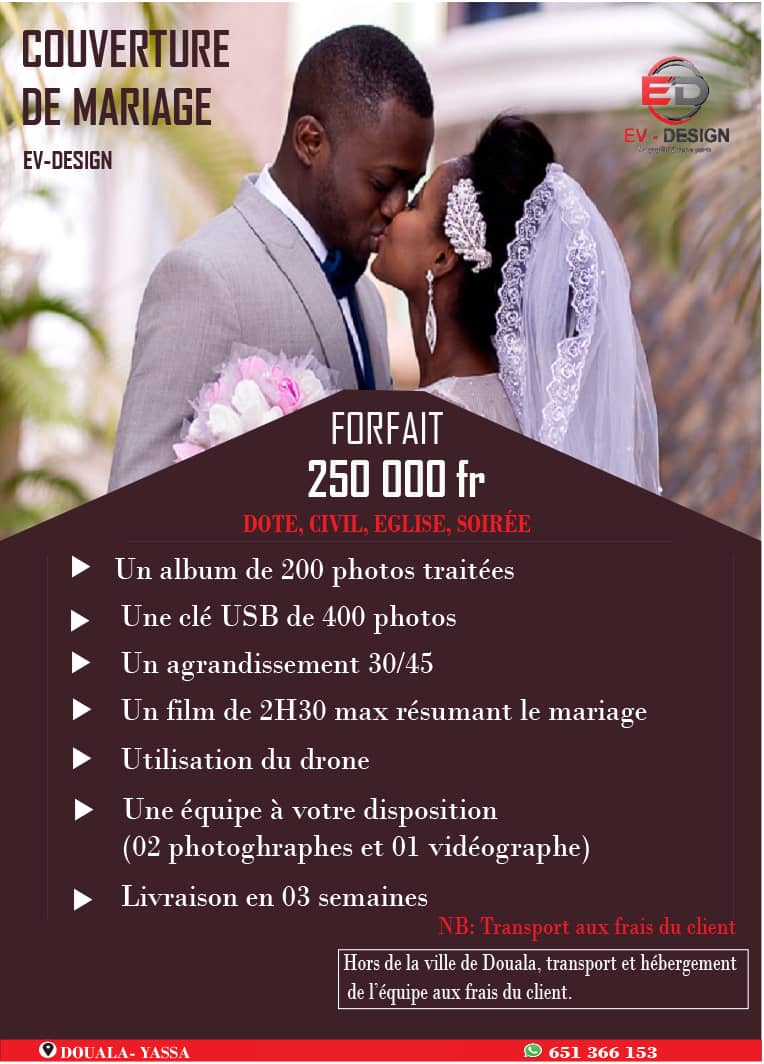 COUVERTURE
DE MARIAGE
EV-DESIGN
ED
EV - DESIGN
FORFAIT
250 000 fr
DOTE, CIVIL, EGLISE, SOIRÉE
Un album de 200 photos traitées
Une clé USB de 400 photos
Un agrandissement 30/45
Un film de 2H30 max résumant le mariage
Utilisation du drone
Une équipe à votre disposition
(02 photoghraphes et 01 vidéographe)
Livraison en 03 semaines
NB: Transport aux frais du client
Hors de la ville de Douala, transport et hébergement
de l'équipe aux frais du client.
DOUALA- YASSA
651 366 153